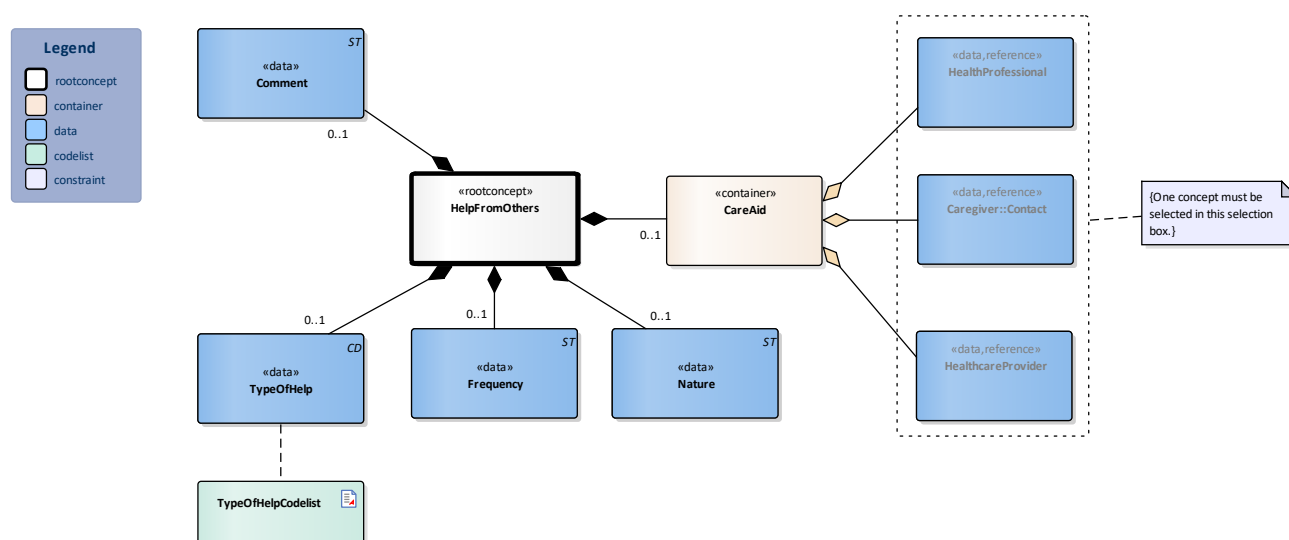 Legend
rootconcept
container
data
codelist
constraint
ST
«data»
Comment
0..1
«rootconcept»
HelpFromOthers
0..1
«container»
CareAid
«data,reference»
HealthProfessional
«data,reference»
Caregiver::Contact
«data,reference»
HealthcareProvider
{One concept must be
selected in this selection
box.}
0..1
CD
«data»
TypeOfHelp
0..1
ST
«data»
Frequency
0..1
ST
«data»
Nature
TypeOfHelpCodelist